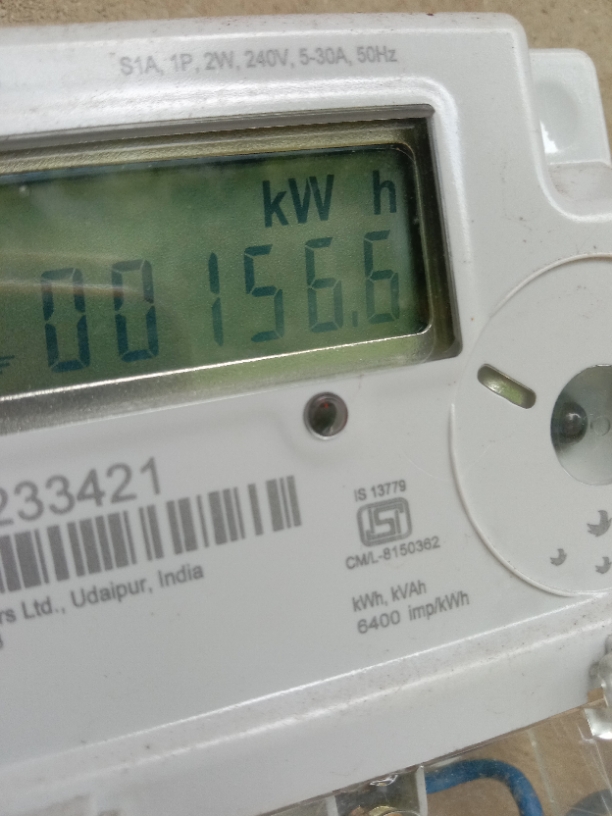 S1A, 1P, 2W, 240V, 5-30A, 50Hz
kW h
00156.6
233421
IS 13779
ISI
CM/L-8150362
rs Ltd., Udaipur, India
kWh, kVAh
6400 imp/kWh